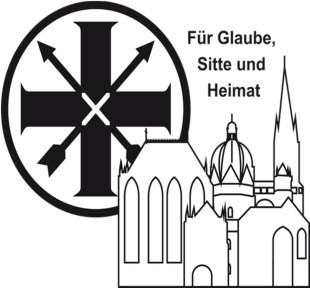 Für Glaube,
Sitte und
Heimat